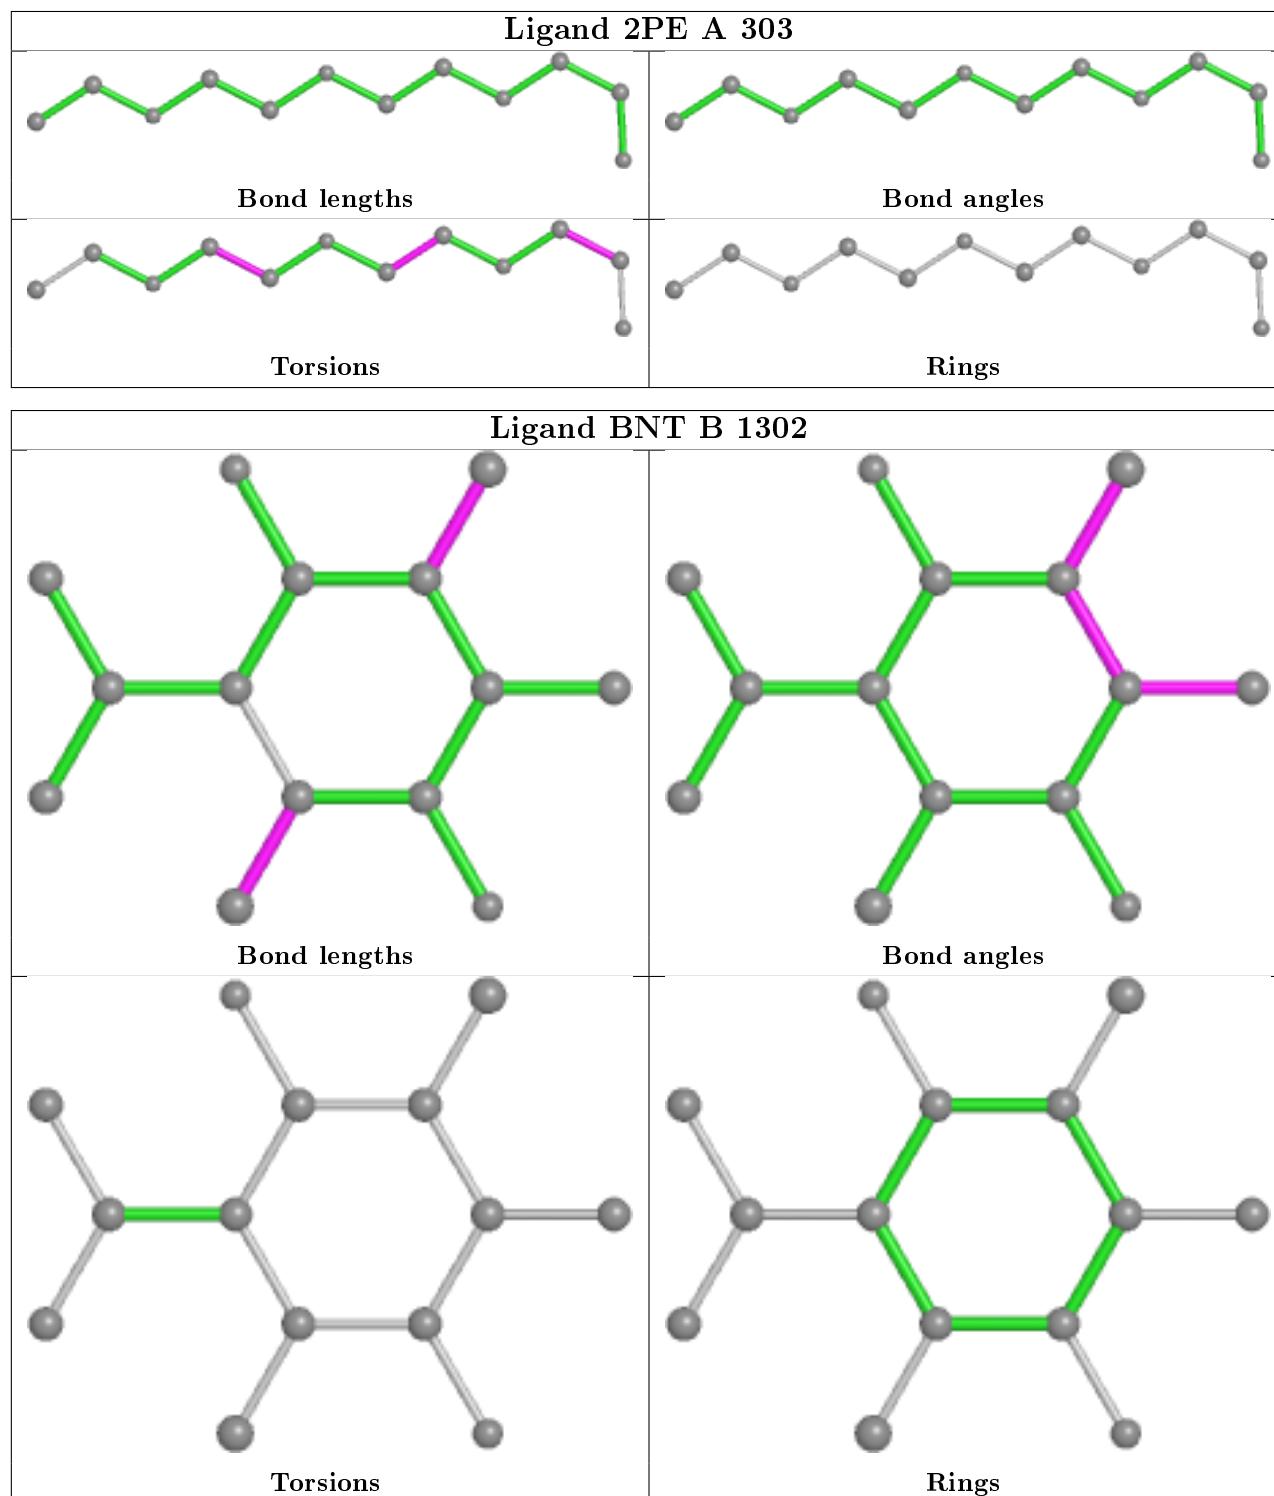 Ligand 2PE A 303
Bond lengths
Bond angles
Torsions
Rings
Ligand BNT B 1302
Bond lengths
Bond angles
Torsions
Rings